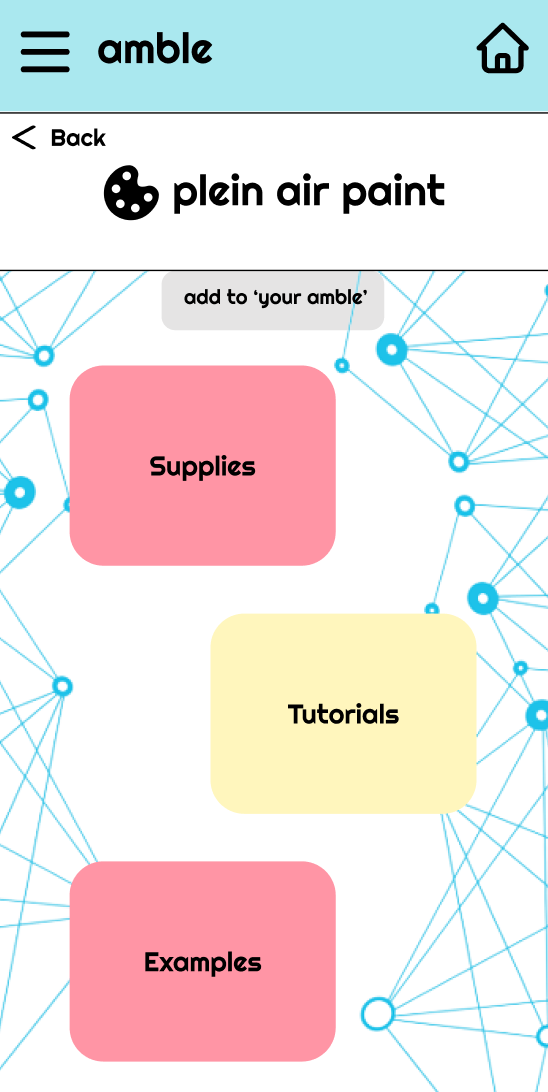 amble
Back
plein air paint
add to ‘your amble’
Supplies
Tutorials
Examples